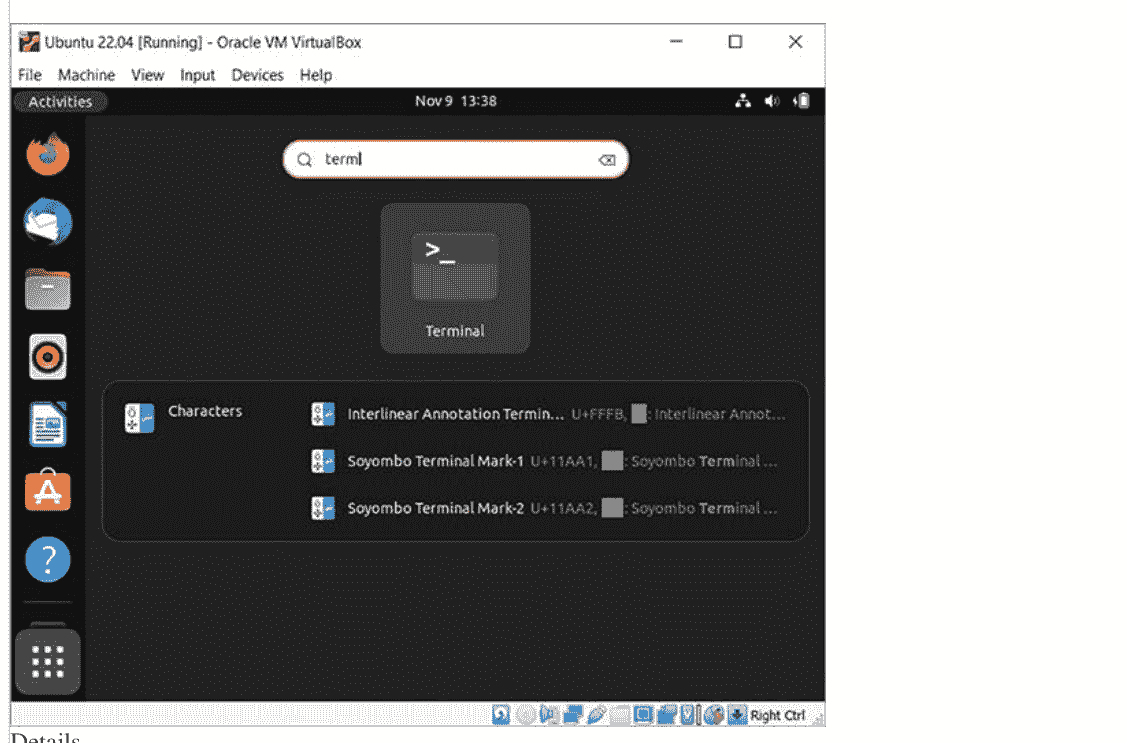 Ubuntu 22.04 [Running] - Oracle VM VirtualBox
File Machine View Input Devices Help
Activities Nov 9 13:38
term
>_
Terminal
Characters
Interlinear Annotation Termin... U+FFFB, : Interlinear Annot...
Soyombo Terminal Mark-1 U+11AA1, : Soyombo Terminal ...
Soyombo Terminal Mark-2 U+11AA2, : Soyombo Terminal ...
?
Right Ctrl
Details